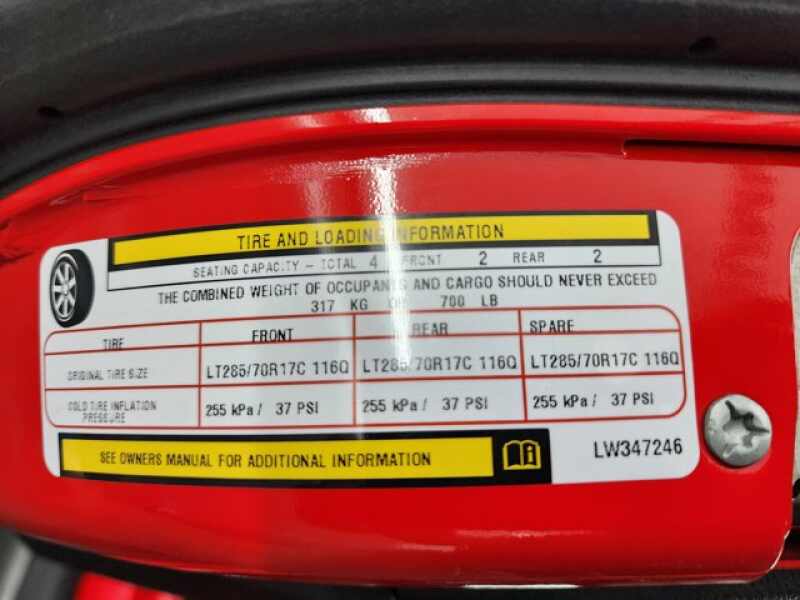 TIRE AND LOADING INFORMATION
SEATING CAPACITY – TOTAL 4 FRONT 2 REAR 2
THE COMBINED WEIGHT OF OCCUPANTS AND CARGO SHOULD NEVER EXCEED
317 KG OR 700 LB
TIRE FRONT REAR SPARE
ORIGINAL TIRE SIZE LT285/70R17C 116Q LT285/70R17C 116Q LT285/70R17C 116Q
COLD TIRE INFLATION PRESSURE 255 kPa / 37 PSI 255 kPa / 37 PSI 255 kPa / 37 PSI
SEE OWNERS MANUAL FOR ADDITIONAL INFORMATION
LW347246